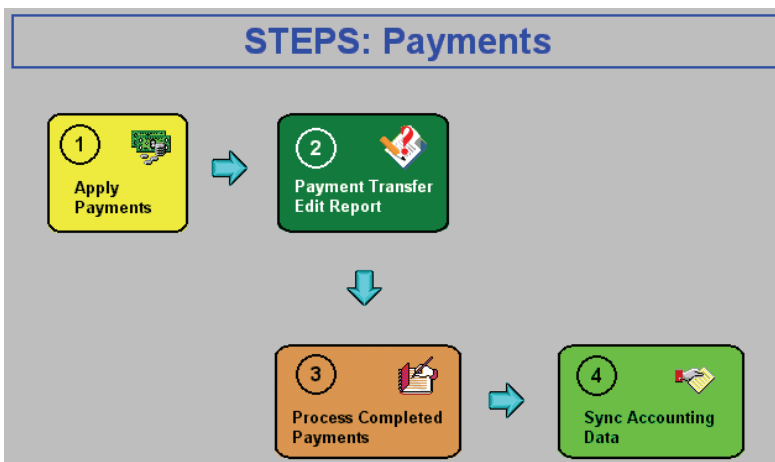 STEPS: Payments
1
Apply
Payments
2
Payment Transfer
Edit Report
3
Process Completed
Payments
4
Sync Accounting
Data